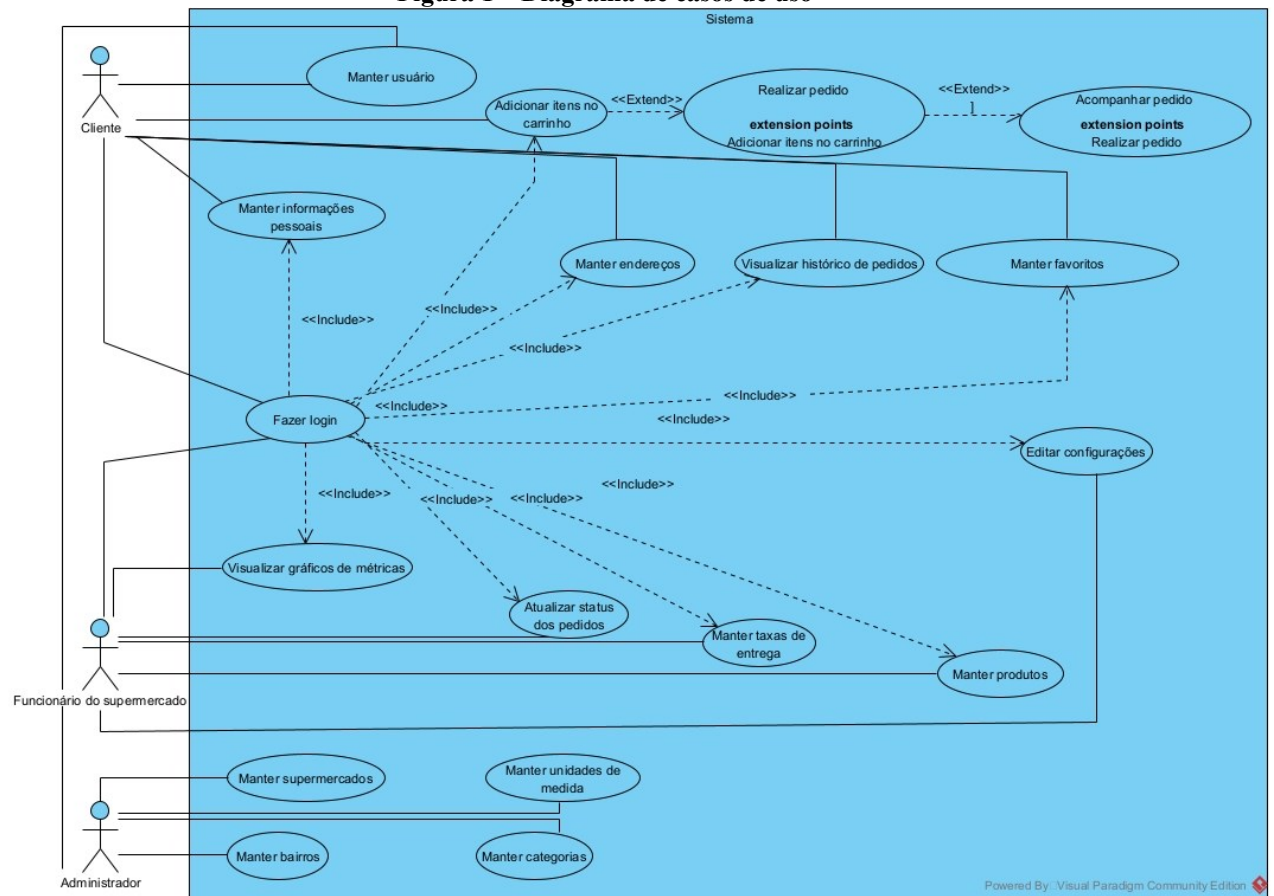 Figura 1 – Diagrama de casos de uso
Sistema
Manter usuário
Cliente
Adicionar itens no
carrinho
<<Extend>>
Realizar pedido
extension points
Adicionar itens no carrinho
<<Extend>>
]
Acompanhar pedido
extension points
Realizar pedido
Manter informações
pessoais
Manter endereços
Visualizar histórico de pedidos
Manter favoritos
<<Include>>
<<Include>>
<<Include>>
<<Include>>
<<Include>>
<<Include>>
Fazer login
Editar configurações
<<Include>>
<<Include>>
<<Include>>
<<Include>>
Visualizar gráficos de métricas
Atualizar status
dos pedidos
Manter taxas de
entrega
Manter produtos
Funcionário do supermercado
Manter supermercados
Manter unidades de
medida
Manter bairros
Manter categorias
Administrador
Powered By Visual Paradigm Community Edition